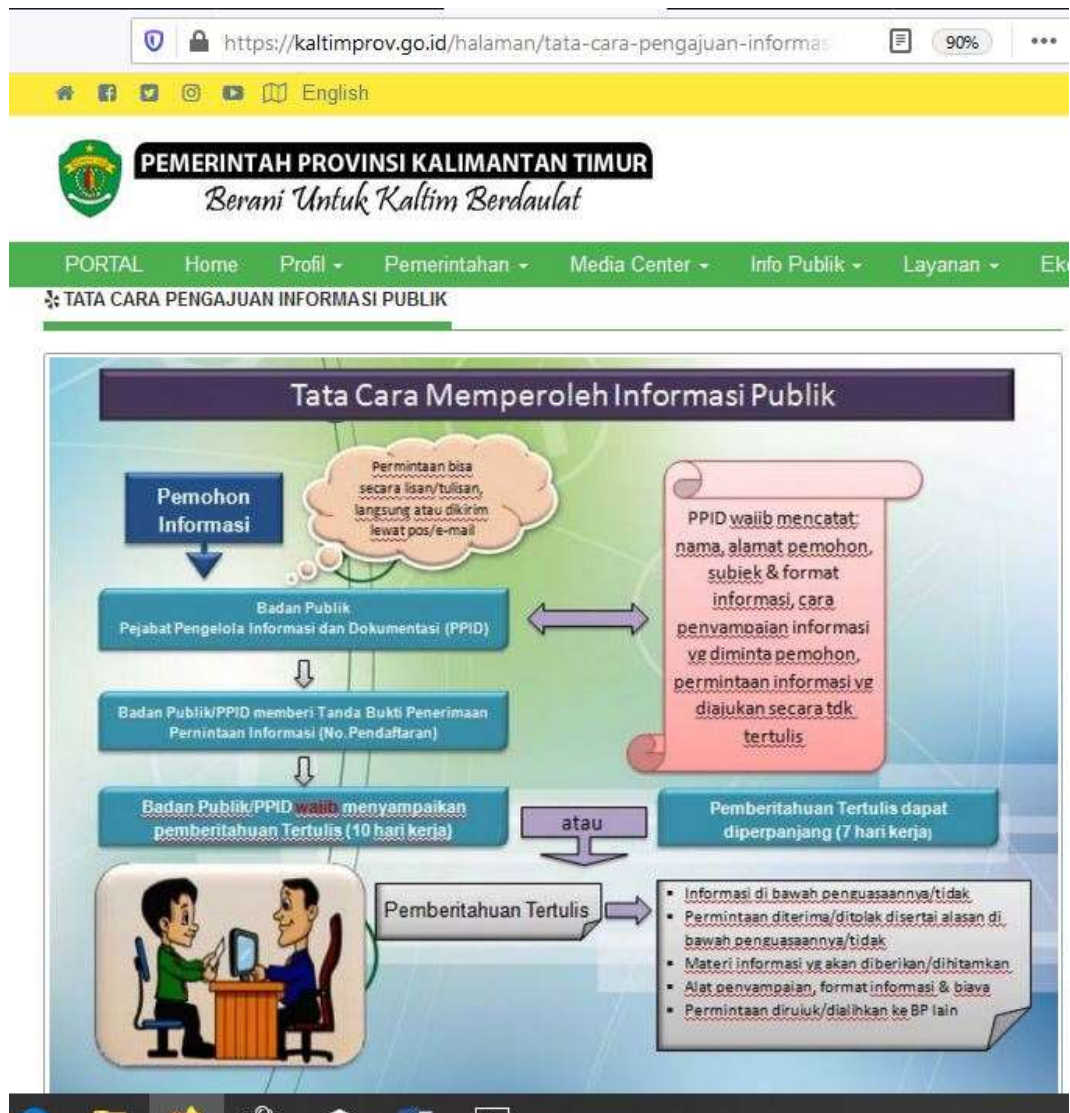 https://kaltimprov.go.id/halaman/tata-cara-pengajuan-informas
90%
English
PEMERINTAH PROVINSI KALIMANTAN TIMUR
Berani Untuk Kaltim Berdaulat
PORTAL Home Profil Pemerintahan Media Center Info Publik Layanan Eko
TATA CARA PENGAJUAN INFORMASI PUBLIK
Tata Cara Memperoleh Informasi Publik
Pemohon
Informasi
Permintaan bisa
secara lisan/tulisan,
langsung atau dikirim
lewat pos/e-mail
Badan Publik
Pejabat Pengelola Informasi dan Dokumentasi (PPID)
Badan Publik/PPID memberi Tanda Bukti Penerimaan
Pernintaan Informasi (No.Pendaftaran)
Badan Publik/PPID wajib menyampaikan
pemberitahuan Tertulis (10 hari kerja)
PPID wajib mencatat:
nama, alamat pemohon,
subjek & format
informasi, cara
penyampaian informasi
yg diminta pemohon,
permintaan informasi yg
diajukan secara tdk
tertulis
atau
Pemberitahuan Tertulis dapat
diperpanjang (7 hari kerja)
Pemberitahuan Tertulis
Informasi di bawah penguasaannya/tidak
Permintaan diterima/ditolak disertai alasan di
bawah penguasaannya/tidak
Materi informasi yg akan diberikan/dihitamkan
Alat penyampaian, format informasi & biaya
Permintaan dirujuk/dialihkan ke BP lain